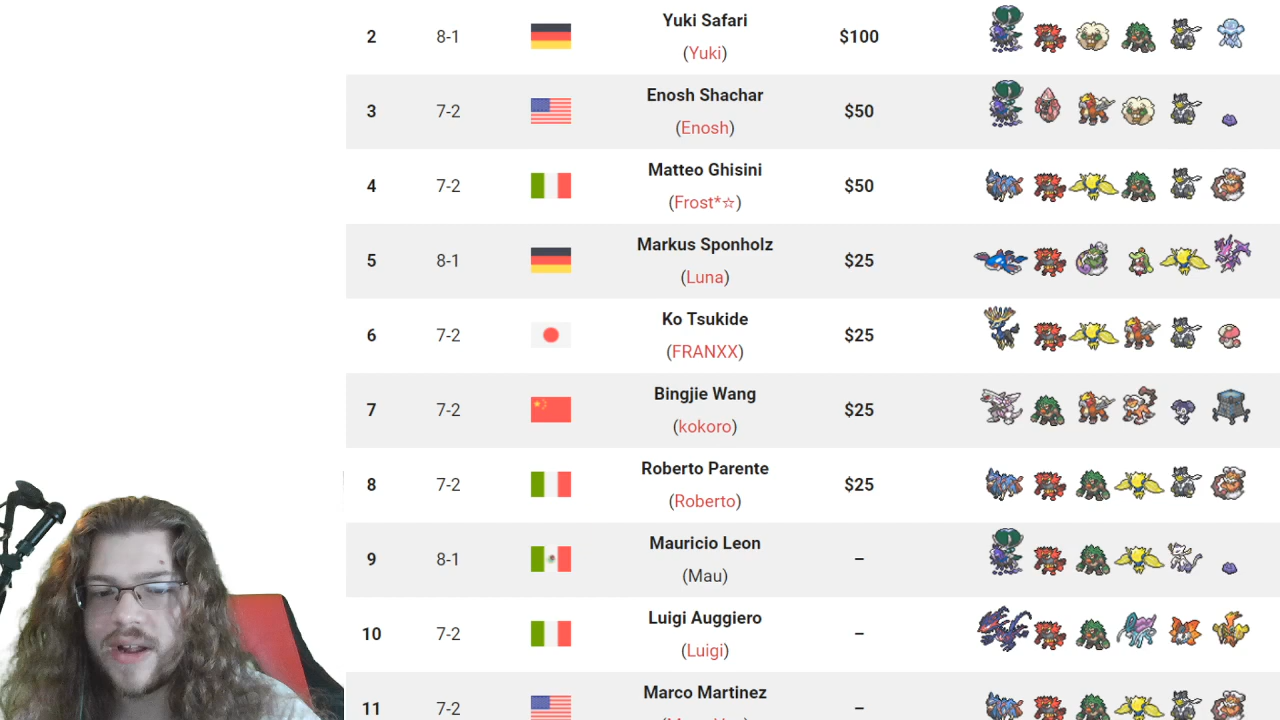 2 8-1 Yuki Safari $100
(Yuki)
3 7-2 Enosh Shachar $50
(Enosh)
4 7-2 Matteo Ghisini $50
(Frost*☆)
5 8-1 Markus Sponholz $25
(Luna)
6 7-2 Ko Tsukide $25
(FRANXX)
7 7-2 Bingjie Wang $25
(kokoro)
8 7-2 Roberto Parente $25
(Roberto)
9 8-1 Mauricio Leon –
(Mau)
10 7-2 Luigi Auggiero –
(Luigi)
11 7-2 Marco Martinez –